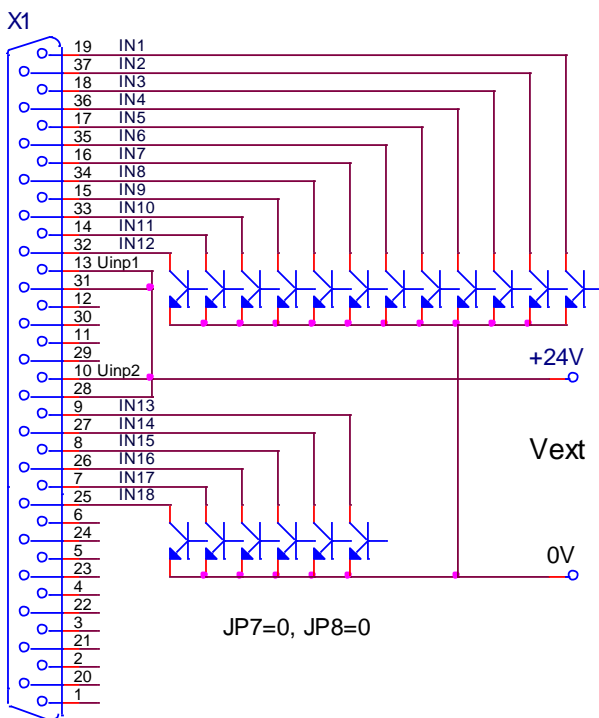 X1
19 IN1
37 IN2
18 IN3
36 IN4
17 IN5
35 IN6
16 IN7
34 IN8
15 IN9
33 IN10
14 IN11
32 IN12
13 Uinp1
31
12
30
11
29
+24V
10 Uinp2
28
9 IN13
27 IN14
8 IN15
Vext
26 IN16
7 IN17
25 IN18
6
24
5
0V
23
4
22
3
JP7=0, JP8=0
21
2
20
1